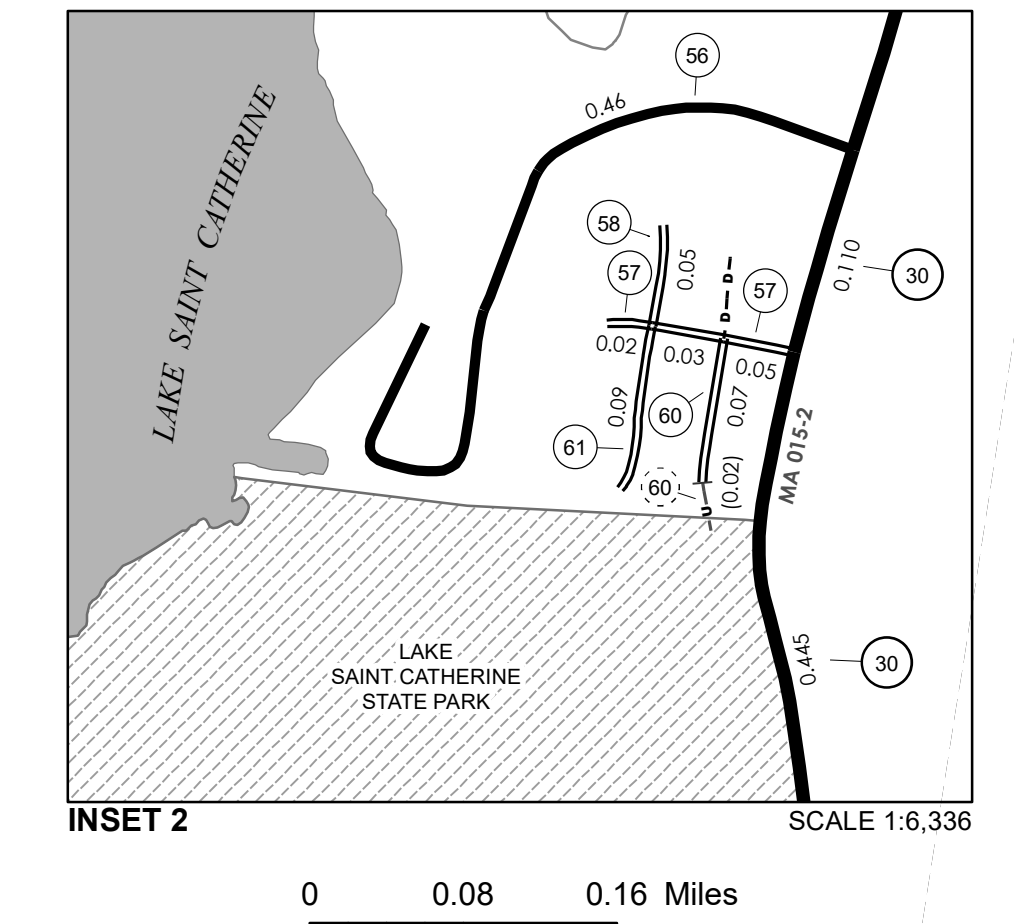 56
0.46
LAKE SAINT CATHERINE
58
0.05
57
D D
57
0.110
30
0.02
0.03
0.05
0.09
60
0.07
61
MA 015-2
60
(0.02)
U
0.445
30
LAKE
SAINT CATHERINE
STATE PARK
INSET 2
SCALE 1:6,336
0 0.08 0.16 Miles